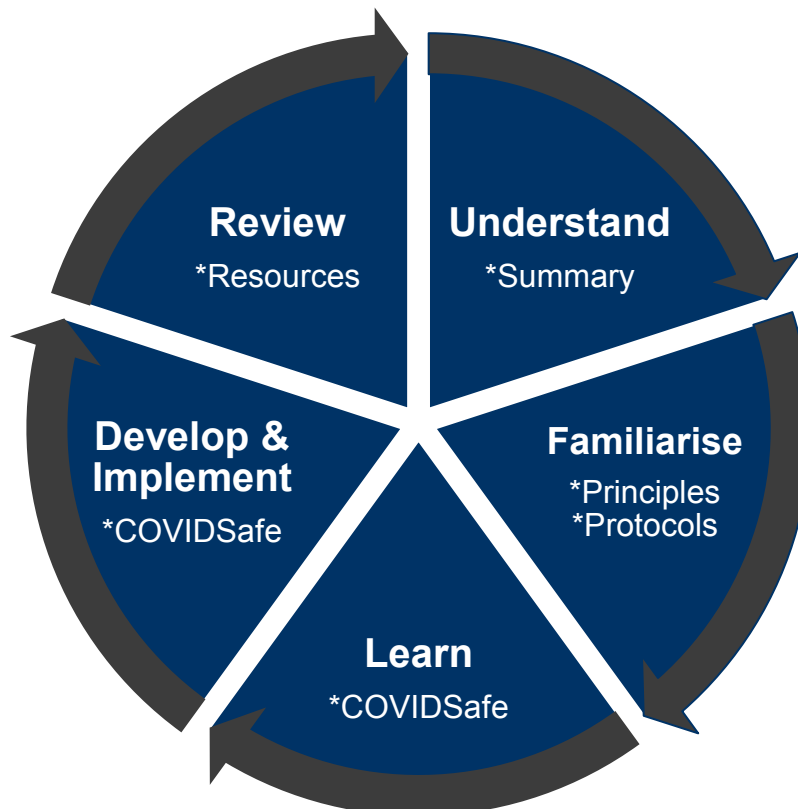 Review
*Resources
Understand
*Summary
Familiarise
*Principles
*Protocols
Learn
*COVIDSafe
Develop &
Implement
*COVIDSafe